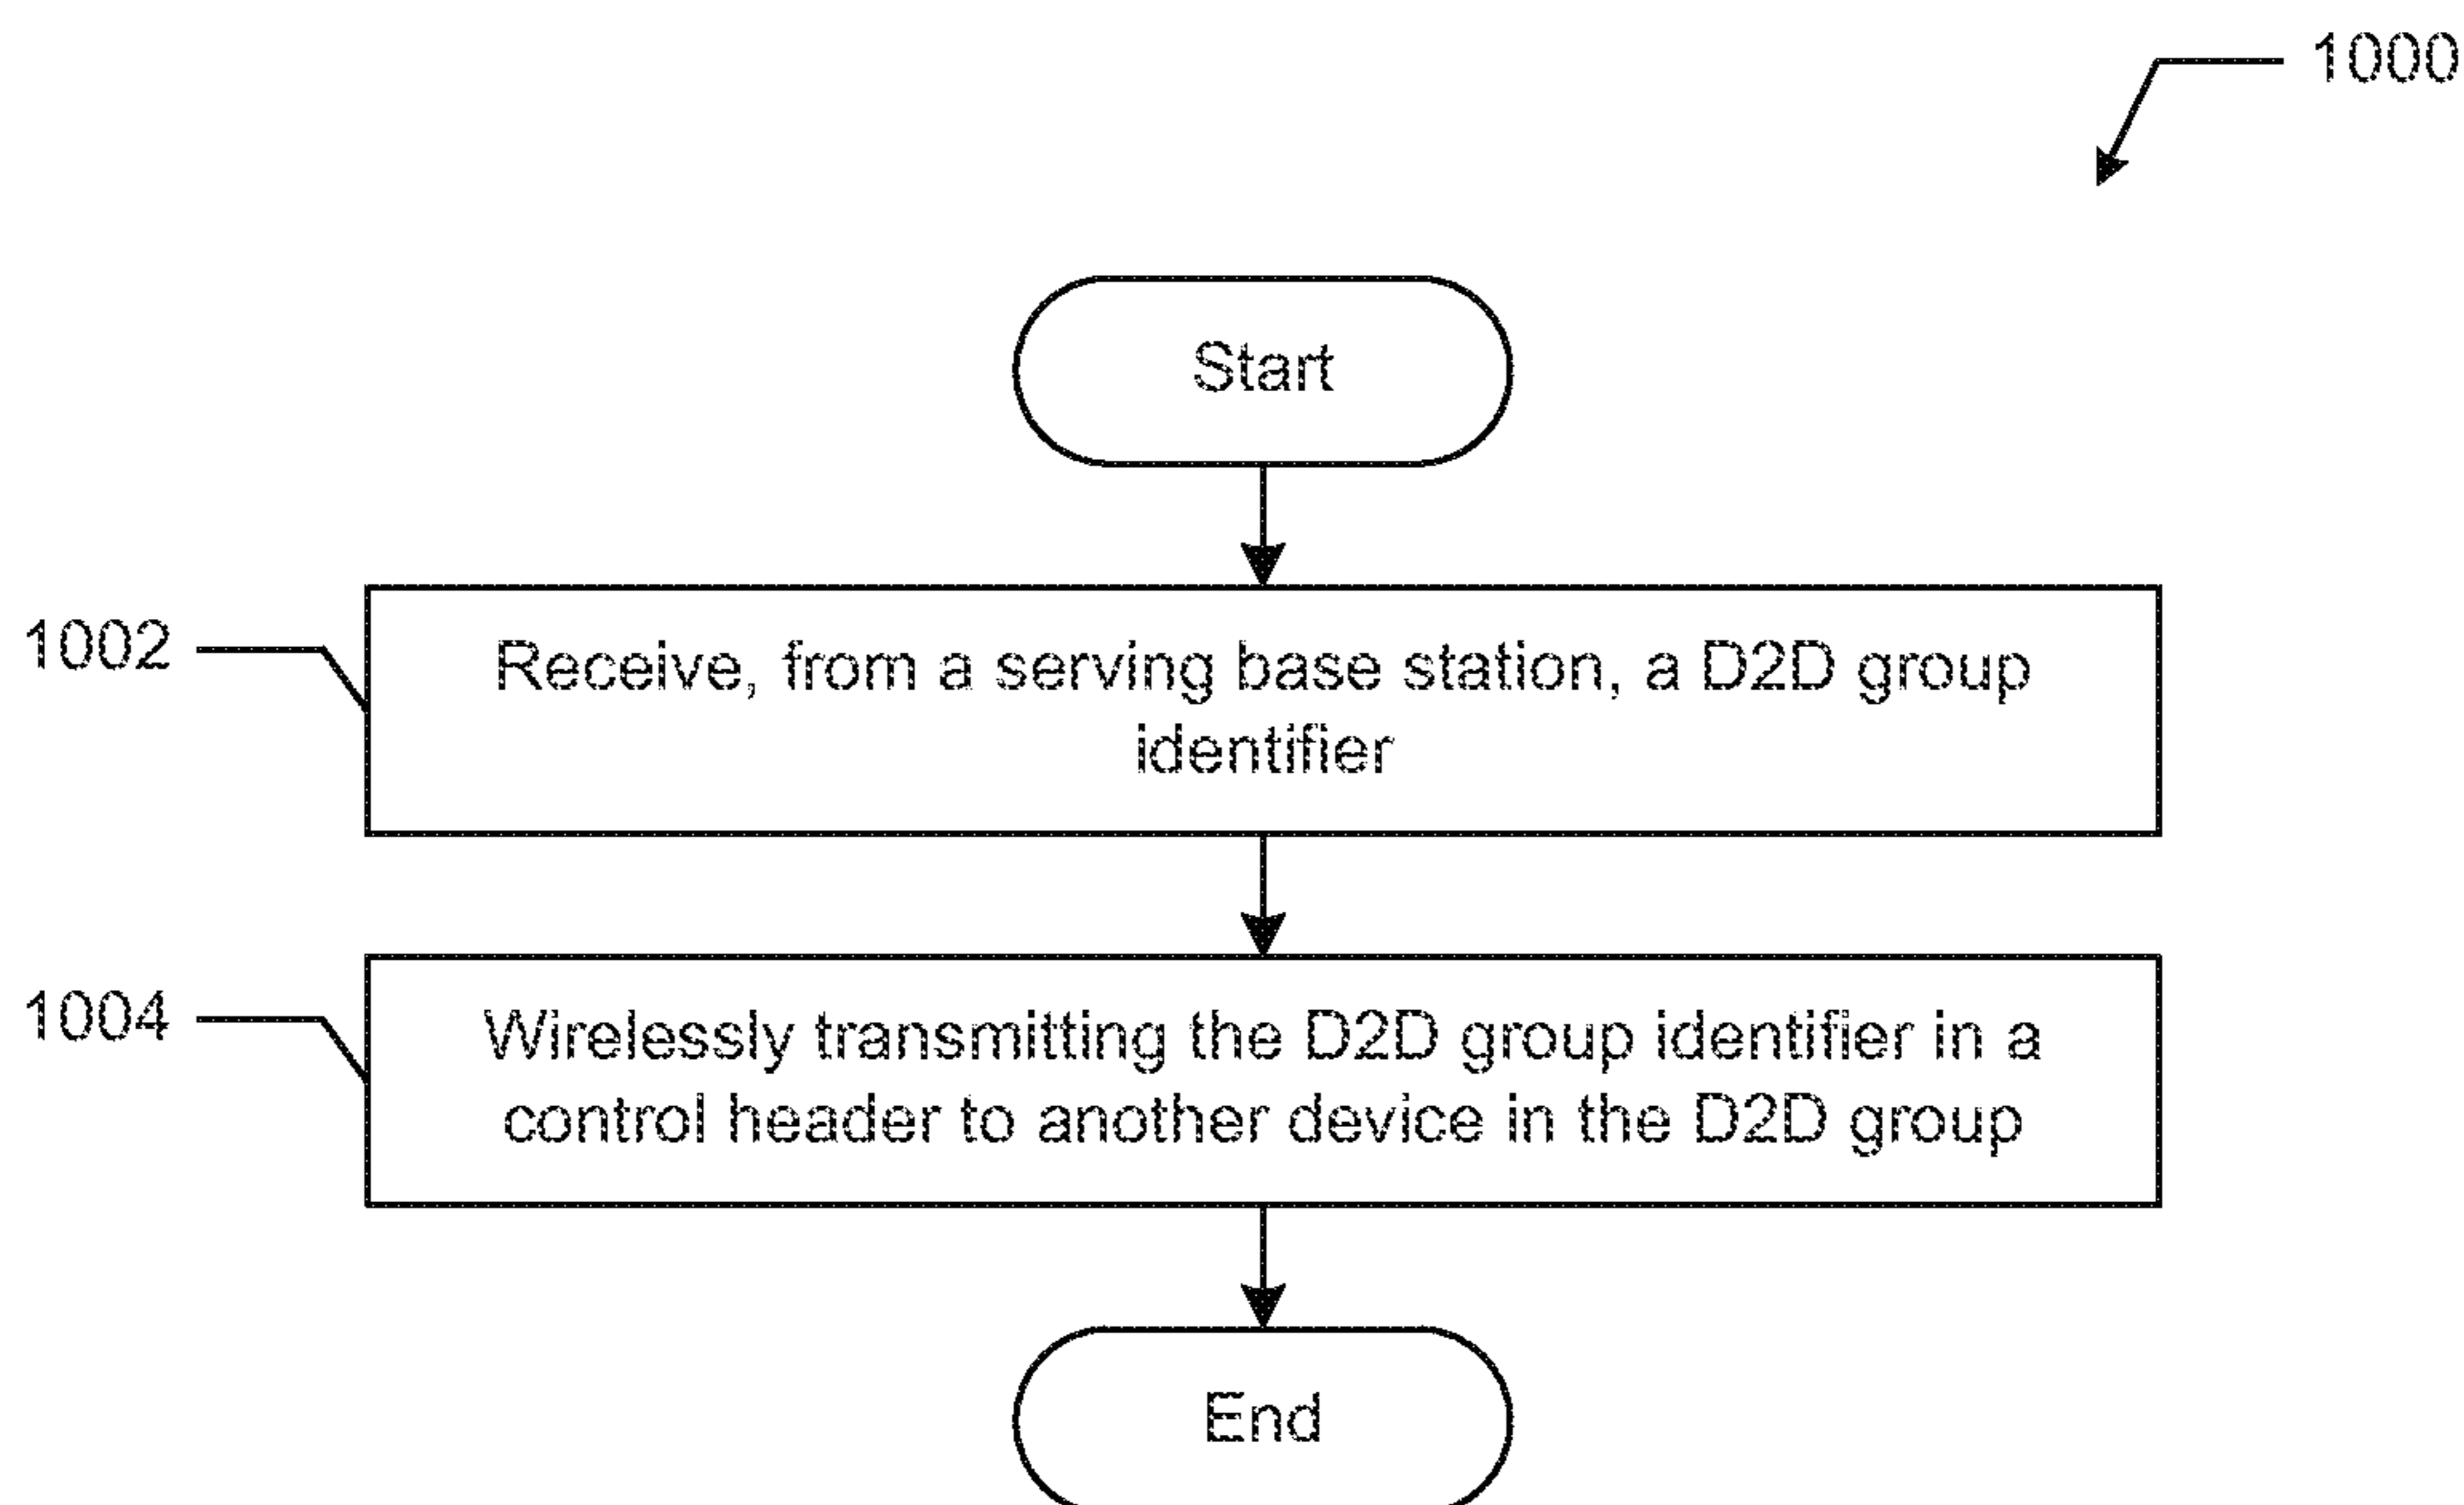 1000
Start
1002
Receive, from a serving base station, a D2D group
identifier
1004
Wirelessly transmitting the D2D group identifier in a
control header to another device in the D2D group
End